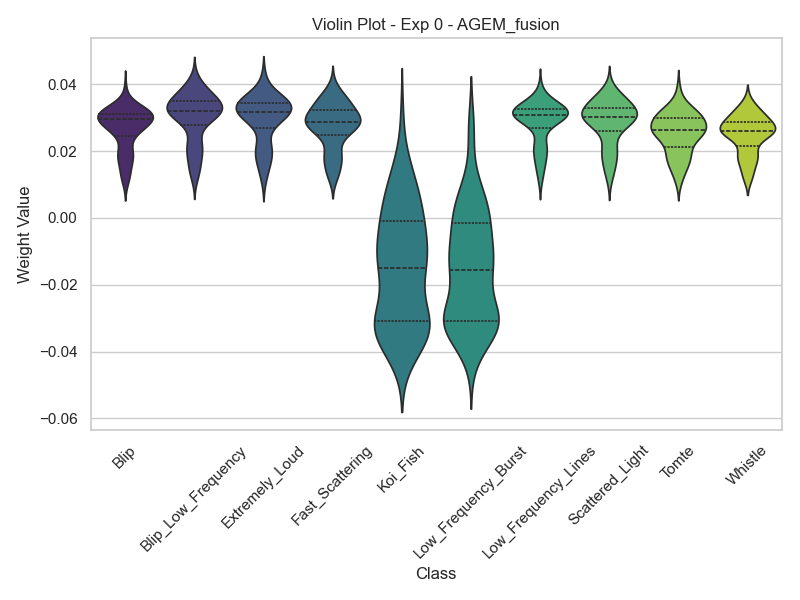 Violin Plot - Exp 0 - AGEM_fusion
Weight Value
0.04
0.02
0.00
−0.02
−0.04
−0.06
Blip
Blip_Low_Frequency
Extremely_Loud
Fast_Scattering
Koi_Fish
Low_Frequency_Burst
Low_Frequency_Lines
Scattered_Light
Tomte
Whistle
Class